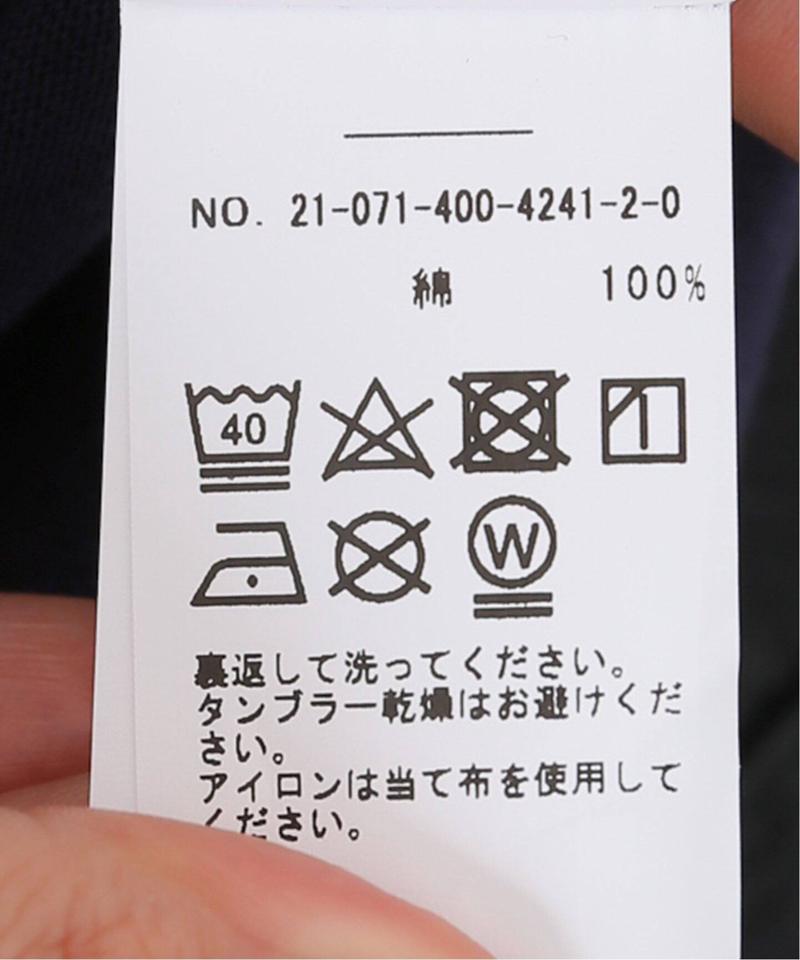 NO. 21-071-400-4241-2-0
綿 100%
40
W
裏返して洗ってください。
タンブラー乾燥はお避けくだ
さい。
アイロンは当て布を使用して
ください。